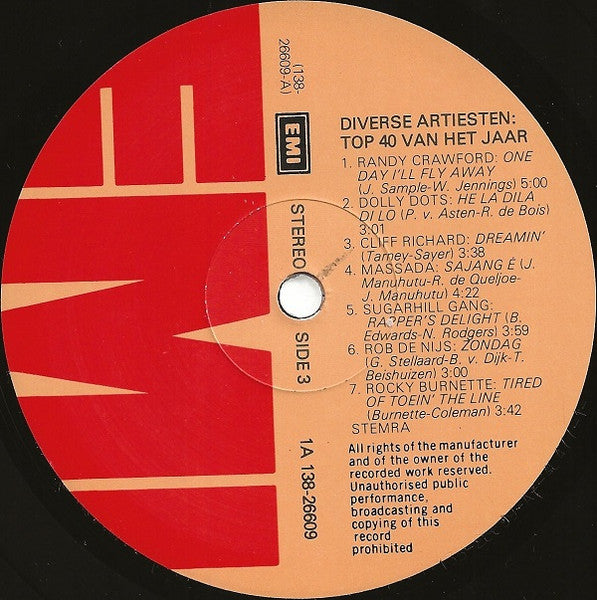 DIVERSE ARTIESTEN:
TOP 40 VAN HET JAAR
1. RANDY CRAWFORD: ONE
DAY I'LL FLY AWAY
(J. Sample-W. Jennings) 5:00
2. DOLLY DOTS: HE LA DILA
DI LO (P. v. Asten-R. de Bois)
3:01
3. CLIFF RICHARD: DREAMIN'
(Tarney-Sayer) 3:38
4. MASSADA: SAJANG É (J.
Manuhutu-R. de Queljoe-
J. Manuhutu) 4:22
5. SUGARHILL GANG:
RAPPER'S DELIGHT (B.
Edwards-N. Rodgers) 3:59
6. ROB DE NIJS: ZONDAG
(G. Stellaard-B. v. Dijk-T.
Beishuizen) 3:00
7. ROCKY BURNETTE: TIRED
OF TOEIN' THE LINE
(Burnette-Coleman) 3:42
STEMRA
All rights of the manufacturer
and of the owner of the
recorded work reserved.
Unauthorised public
performance,
broadcasting and
copying of this
record
prohibited
(138-
26609-A)
EMI
STEREO
SIDE 3
1A 138-26609
EMI